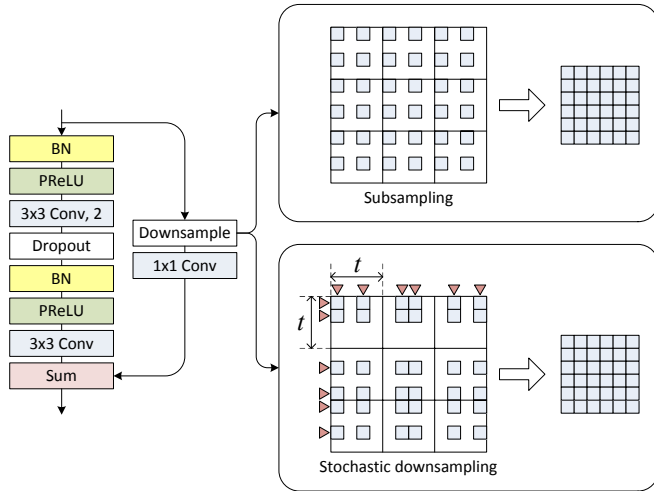 BN
PReLU
3x3 Conv, 2
Dropout
BN
PReLU
3x3 Conv
Sum
Downsample
1x1 Conv
Subsampling
t
t
Stochastic downsampling